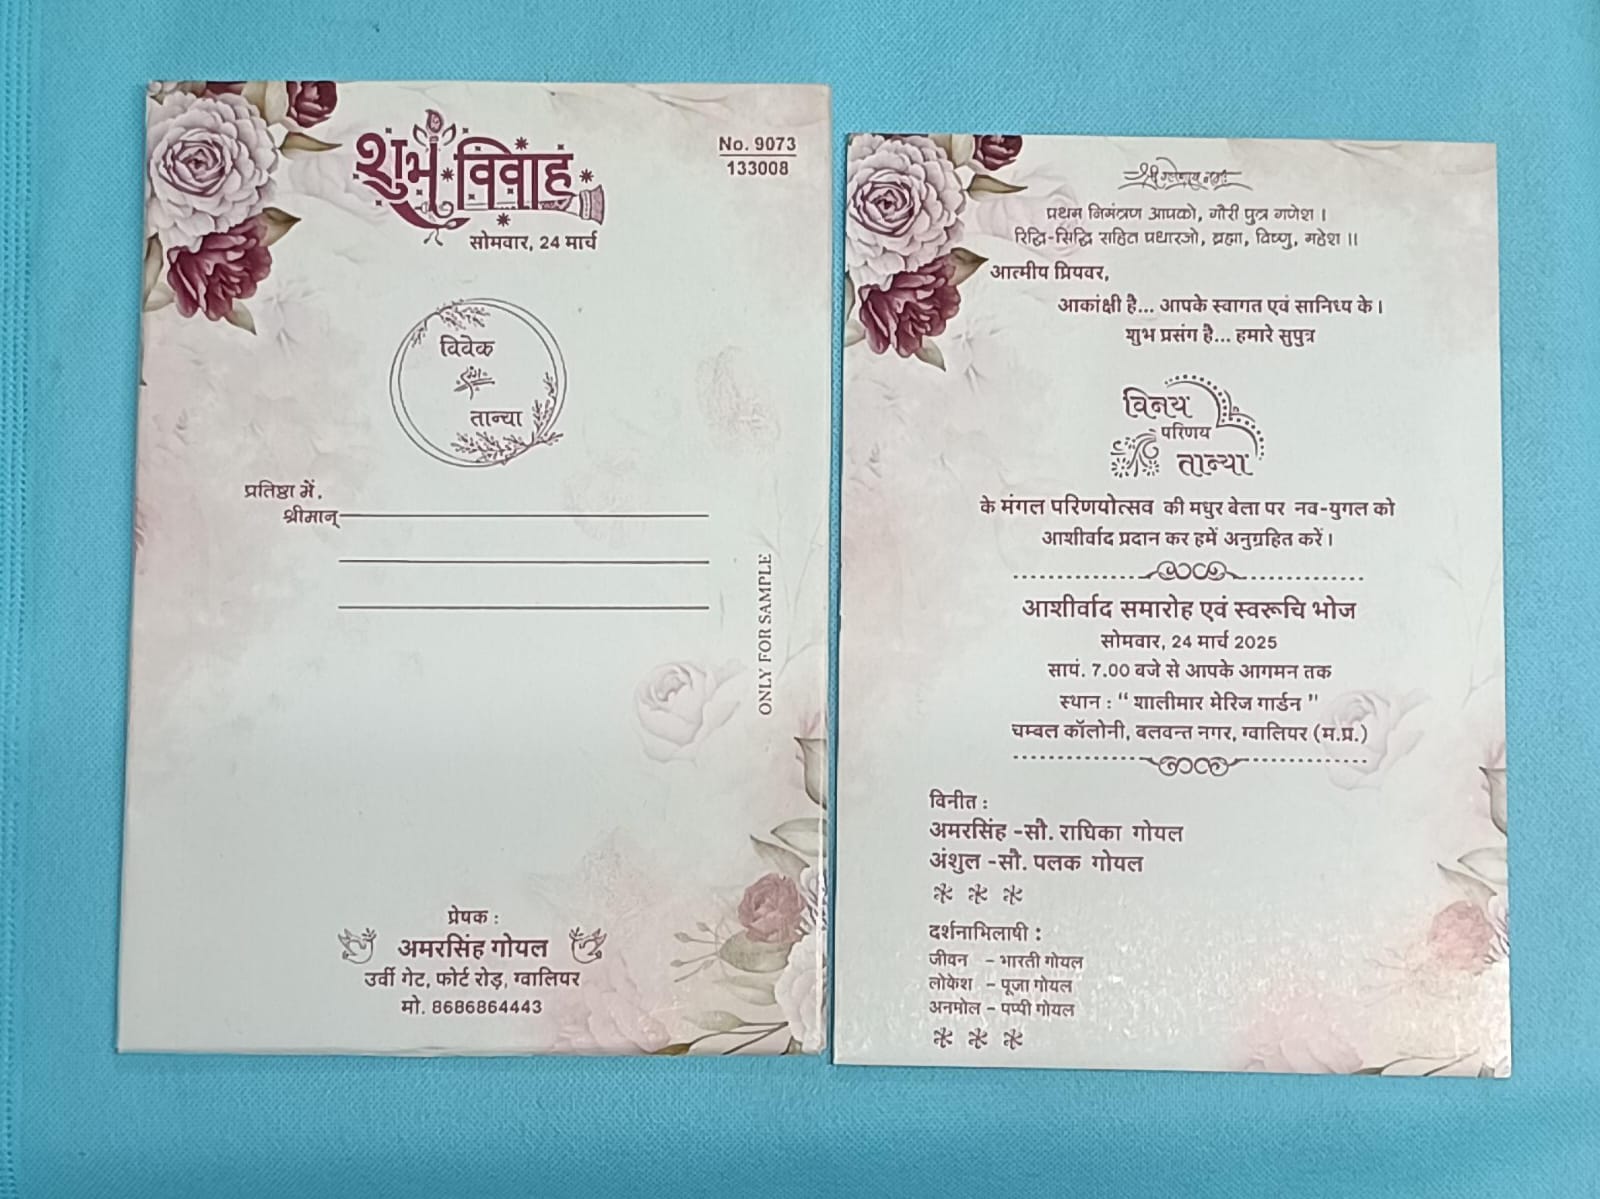 शुभ विवाह
सोमवार, 24 मार्च
No. 9073
133008
विवेक
संग
तान्या
प्रतिष्ठा में,
श्रीमान्
ONLY FOR SAMPLE
प्रेषक :
अमरसिंह गोयल
उर्वी गेट, फोर्ट रोड़, ग्वालियर
मो. 8686864443
श्री गणेशाय नमः
प्रथम निमंत्रण आपको, गौरी पुत्र गणेश ।
रिद्धि-सिद्धि सहित पधारजो, ब्रह्मा, विष्णु, महेश ।।
आत्मीय प्रियवर,
आकांक्षी है... आपके स्वागत एवं सानिध्य के ।
शुभ प्रसंग है... हमारे सुपुत्र
विनय
परिणय
तान्या
के मंगल परिणयोत्सव की मधुर बेला पर नव-युगल को
आशीर्वाद प्रदान कर हमें अनुग्रहित करें ।
आशीर्वाद समारोह एवं स्वरूचि भोज
सोमवार, 24 मार्च 2025
सापं. 7.00 बजे से आपके आगमन तक
स्थान : “ शालीमार मेरिज गार्डन ”
चम्बल कॉलोनी, बलवन्त नगर, ग्वालियर (म.प्र.)
विनीत :
अमरसिंह -सौ. राघिका गोयल
अंशुल -सौ. पलक गोयल
दर्शनाभिलाषी :
जीवन - भारती गोयल
लोकेश - पूजा गोयल
अनमोल - पप्पी गोयल